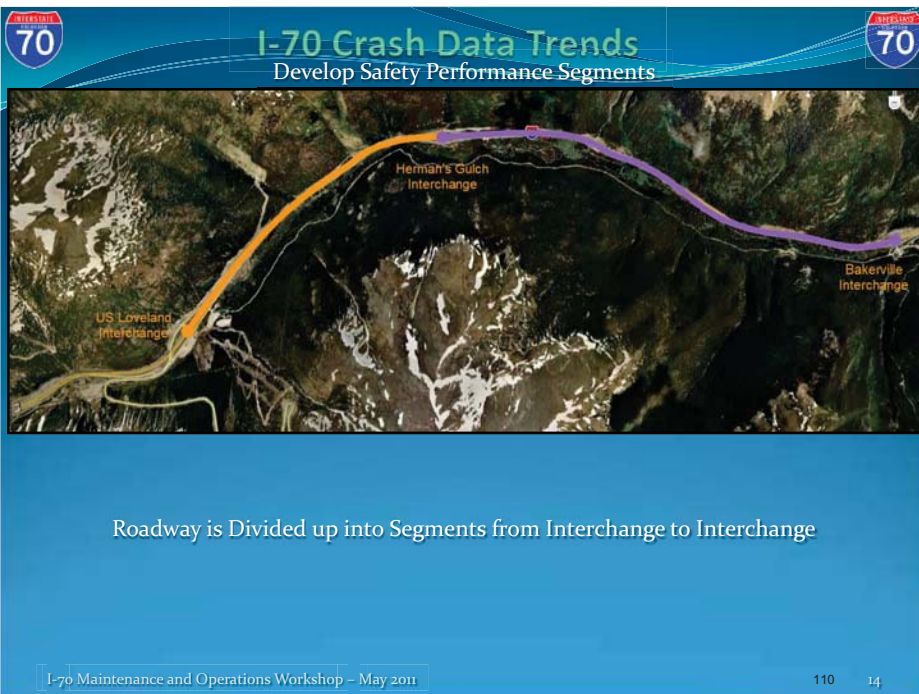 INTERSTATE
COLORADO
70
I-70 Crash Data Trends
Develop Safety Performance Segments
INTERSTATE
COLORADO
70
Herman's Gulch
Interchange
Bakerville
Interchange
US Loveland
Interchange
Roadway is Divided up into Segments from Interchange to Interchange
I-70 Maintenance and Operations Workshop – May 2011
110
14